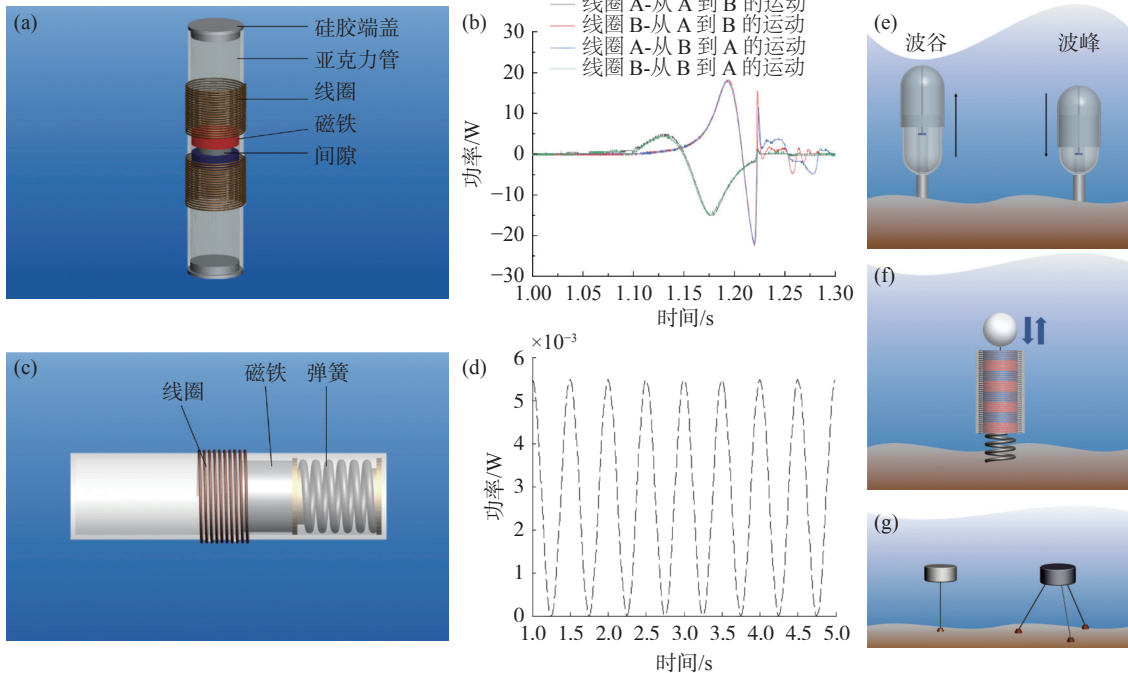 (a)
硅胶端盖
亚克力管
线圈
磁铁
间隙
(b)
线圈 A-从 A 到 B 的运动
线圈 B-从 A 到 B 的运动
线圈 A-从 B 到 A 的运动
线圈 B-从 B 到 A 的运动
30
20
10
0
−10
−20
−30
功率/W
1.00 1.05 1.10 1.15 1.20 1.25 1.30
时间/s
(c)
线圈
磁铁
弹簧
(d)
×10⁻³
6
5
4
3
2
1
0
功率/W
1.0 1.5 2.0 2.5 3.0 3.5 4.0 4.5 5.0
时间/s
(e)
波谷
波峰
(f)
(g)